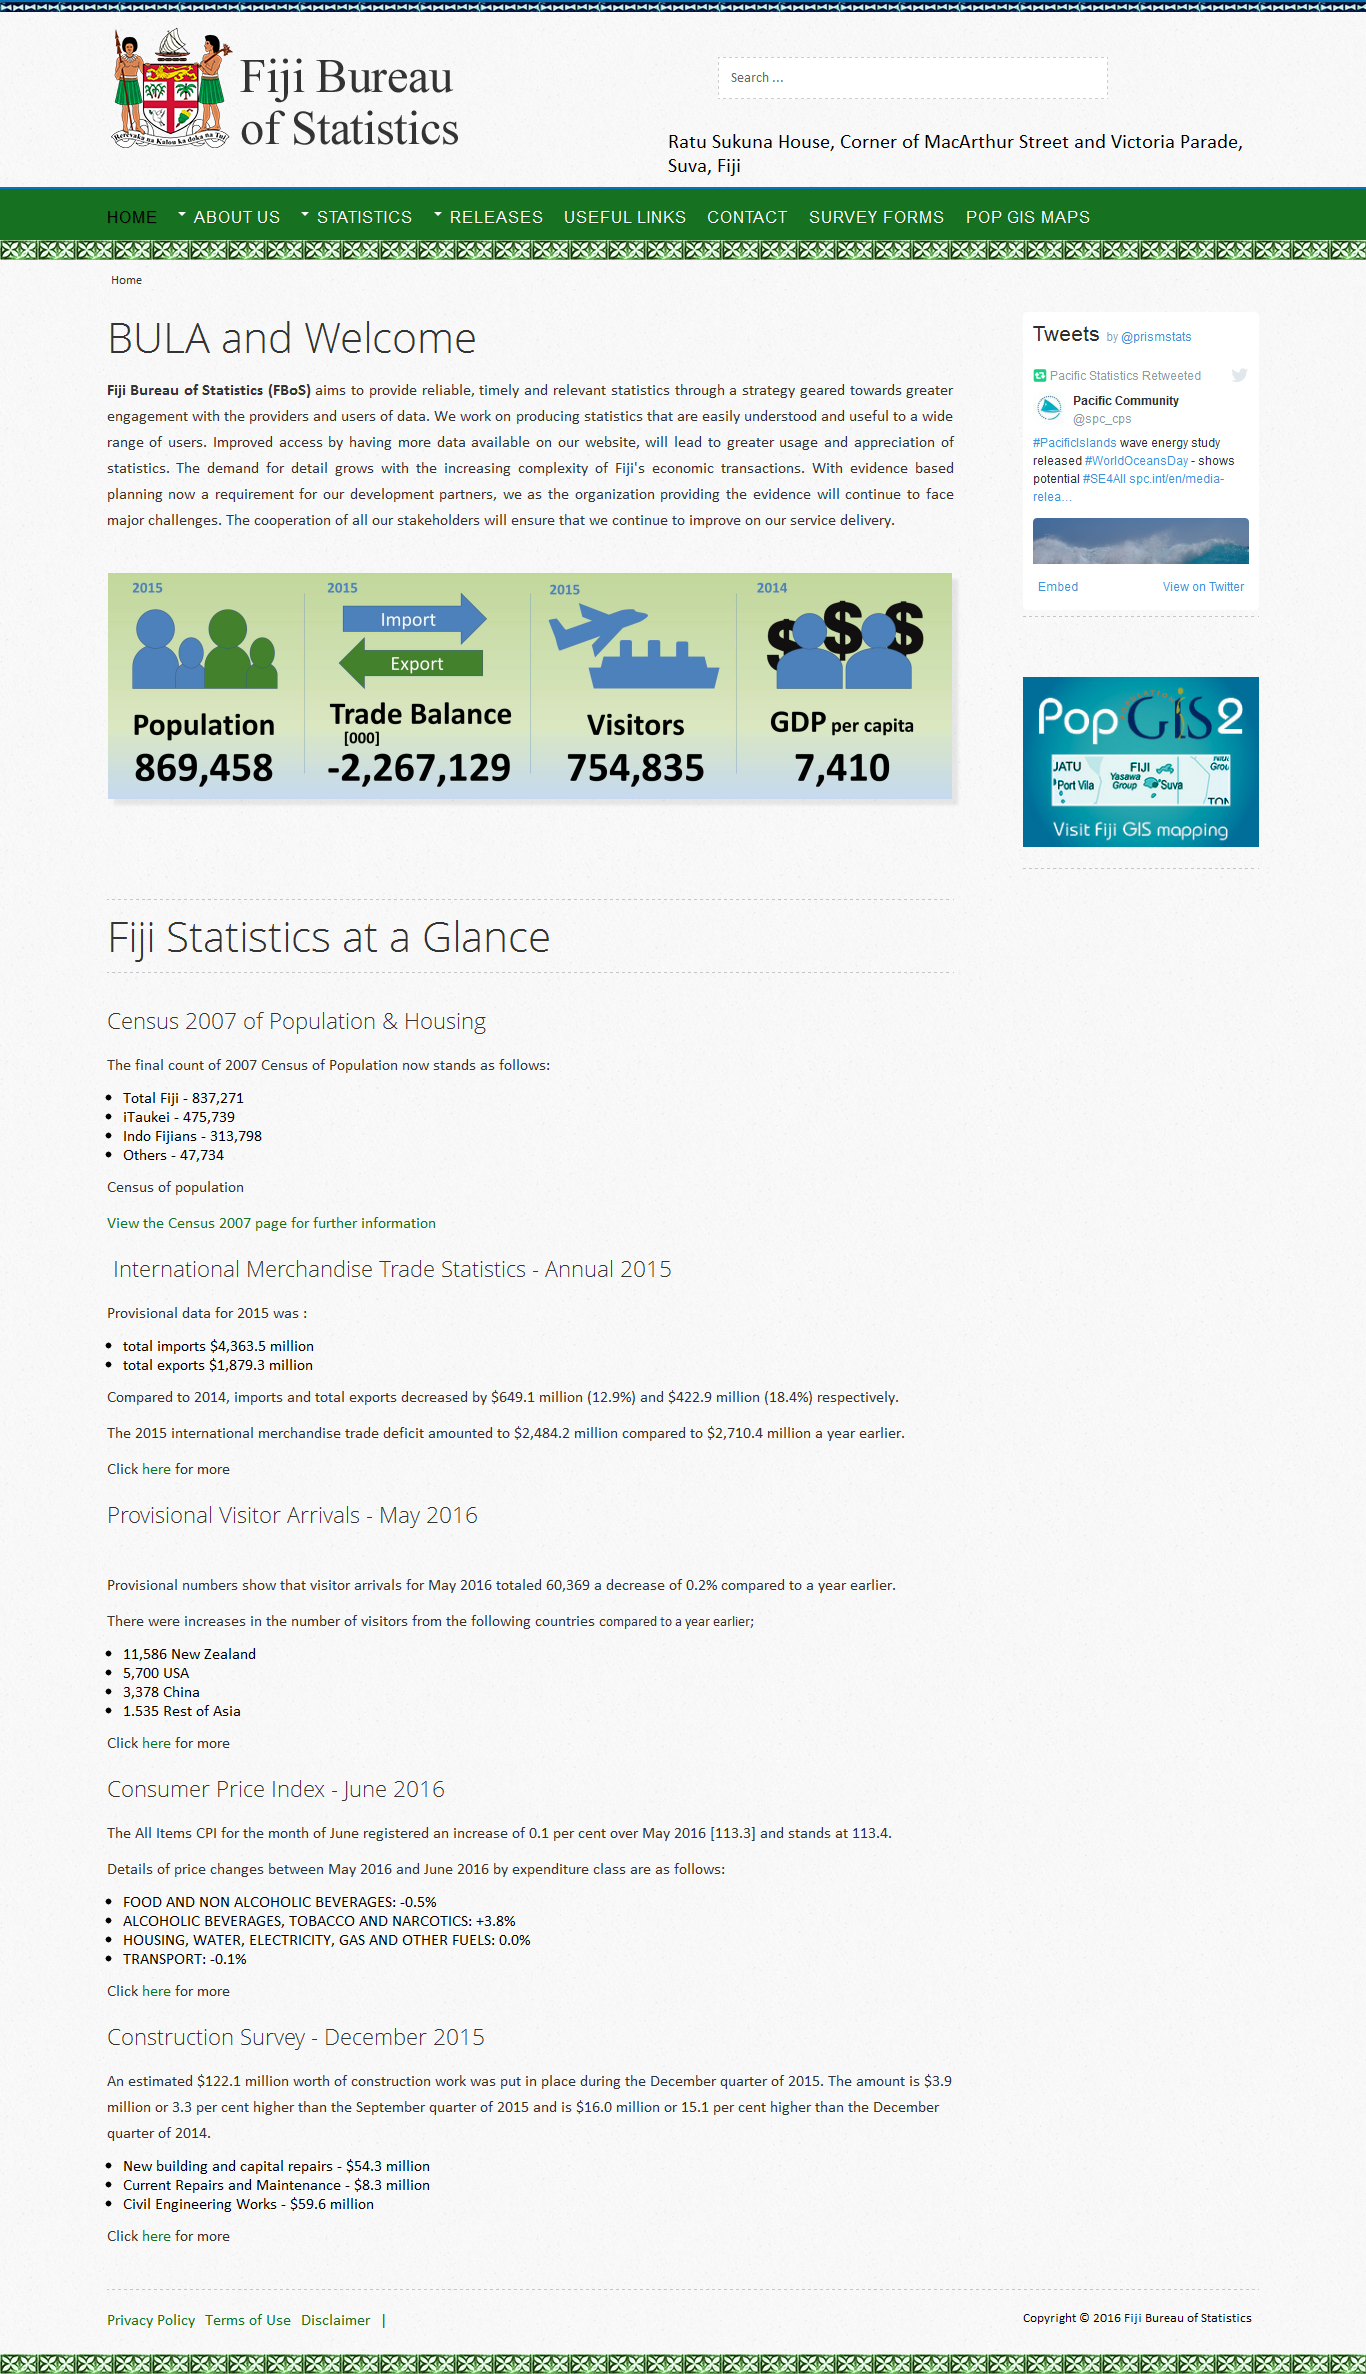 Rerevaka na Kalou ka doka na Tui
Fiji Bureau
of Statistics
Search ...
Ratu Sukuna House, Corner of MacArthur Street and Victoria Parade,
Suva, Fiji
HOME ABOUT US STATISTICS RELEASES USEFUL LINKS CONTACT SURVEY FORMS POP GIS MAPS
Home
BULA and Welcome
Fiji Bureau of Statistics (FBoS) aims to provide reliable, timely and relevant statistics through a strategy geared towards greater
engagement with the providers and users of data. We work on producing statistics that are easily understood and useful to a wide
range of users. Improved access by having more data available on our website, will lead to greater usage and appreciation of
statistics. The demand for detail grows with the increasing complexity of Fiji's economic transactions. With evidence based
planning now a requirement for our development partners, we as the organization providing the evidence will continue to face
major challenges. The cooperation of all our stakeholders will ensure that we continue to improve on our service delivery.
2015
Population
869,458
2015
Import
Export
Trade Balance
[000]
-2,267,129
2015
Visitors
754,835
2014
$$$
GDP per capita
7,410
Fiji Statistics at a Glance
Census 2007 of Population & Housing
The final count of 2007 Census of Population now stands as follows:
Total Fiji - 837,271
iTaukei - 475,739
Indo Fijians - 313,798
Others - 47,734
Census of population
View the Census 2007 page for further information
International Merchandise Trade Statistics - Annual 2015
Provisional data for 2015 was :
total imports $4,363.5 million
total exports $1,879.3 million
Compared to 2014, imports and total exports decreased by $649.1 million (12.9%) and $422.9 million (18.4%) respectively.
The 2015 international merchandise trade deficit amounted to $2,484.2 million compared to $2,710.4 million a year earlier.
Click here for more
Provisional Visitor Arrivals - May 2016
Provisional numbers show that visitor arrivals for May 2016 totaled 60,369 a decrease of 0.2% compared to a year earlier.
There were increases in the number of visitors from the following countries compared to a year earlier;
11,586 New Zealand
5,700 USA
3,378 China
1.535 Rest of Asia
Click here for more
Consumer Price Index - June 2016
The All Items CPI for the month of June registered an increase of 0.1 per cent over May 2016 [113.3] and stands at 113.4.
Details of price changes between May 2016 and June 2016 by expenditure class are as follows:
FOOD AND NON ALCOHOLIC BEVERAGES: -0.5%
ALCOHOLIC BEVERAGES, TOBACCO AND NARCOTICS: +3.8%
HOUSING, WATER, ELECTRICITY, GAS AND OTHER FUELS: 0.0%
TRANSPORT: -0.1%
Click here for more
Construction Survey - December 2015
An estimated $122.1 million worth of construction work was put in place during the December quarter of 2015. The amount is $3.9
million or 3.3 per cent higher than the September quarter of 2015 and is $16.0 million or 15.1 per cent higher than the December
quarter of 2014.
New building and capital repairs - $54.3 million
Current Repairs and Maintenance - $8.3 million
Civil Engineering Works - $59.6 million
Click here for more
Tweets by @prismstats
Pacific Statistics Retweeted
Pacific Community
@spc_cps
#PacificIslands wave energy study
released #WorldOceansDay - shows
potential #SE4All spc.int/en/media-
relea…
Embed View on Twitter
POPULATION
PopGIS2
JATU
Port Vila
FIJI
Yasawa
Group
Suva
Grou
TON
Visit Fiji GIS mapping
Privacy Policy Terms of Use Disclaimer |
Copyright © 2016 Fiji Bureau of Statistics